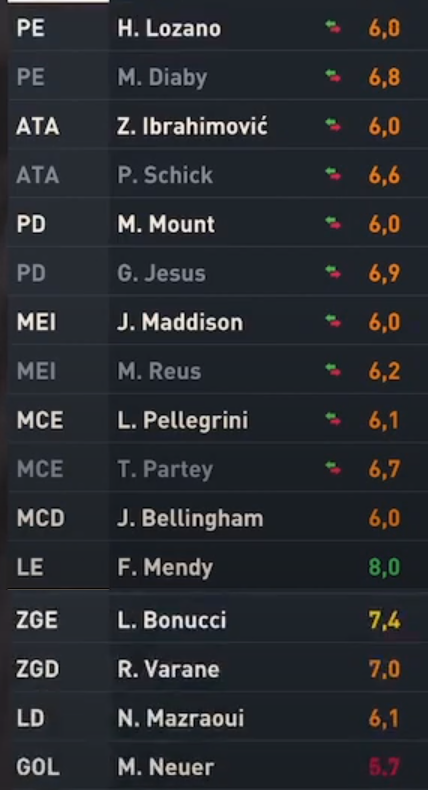 PE H. Lozano 6,0
PE M. Diaby 6,8
ATA Z. Ibrahimović 6,0
ATA P. Schick 6,6
PD M. Mount 6,0
PD G. Jesus 6,9
MEI J. Maddison 6,0
MEI M. Reus 6,2
MCE L. Pellegrini 6,1
MCE T. Partey 6,7
MCD J. Bellingham 6,0
LE F. Mendy 8,0
ZGE L. Bonucci 7,4
ZGD R. Varane 7,0
LD N. Mazraoui 6,1
GOL M. Neuer 5,7